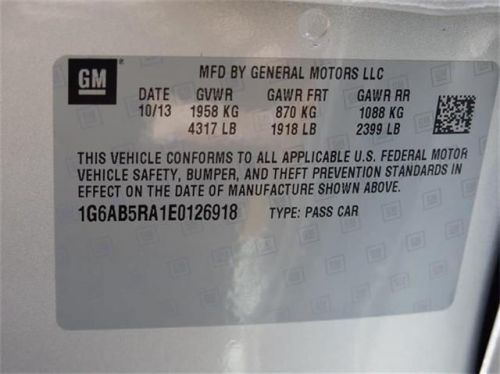 GM
MFD BY GENERAL MOTORS LLC
DATE GVWR GAWR FRT GAWR RR
10/13 1958 KG 870 KG 1088 KG
4317 LB 1918 LB 2399 LB
THIS VEHICLE CONFORMS TO ALL APPLICABLE U.S. FEDERAL MOTOR
VEHICLE SAFETY, BUMPER, AND THEFT PREVENTION STANDARDS IN
EFFECT ON THE DATE OF MANUFACTURE SHOWN ABOVE.
1G6AB5RA1E0126918 TYPE: PASS CAR